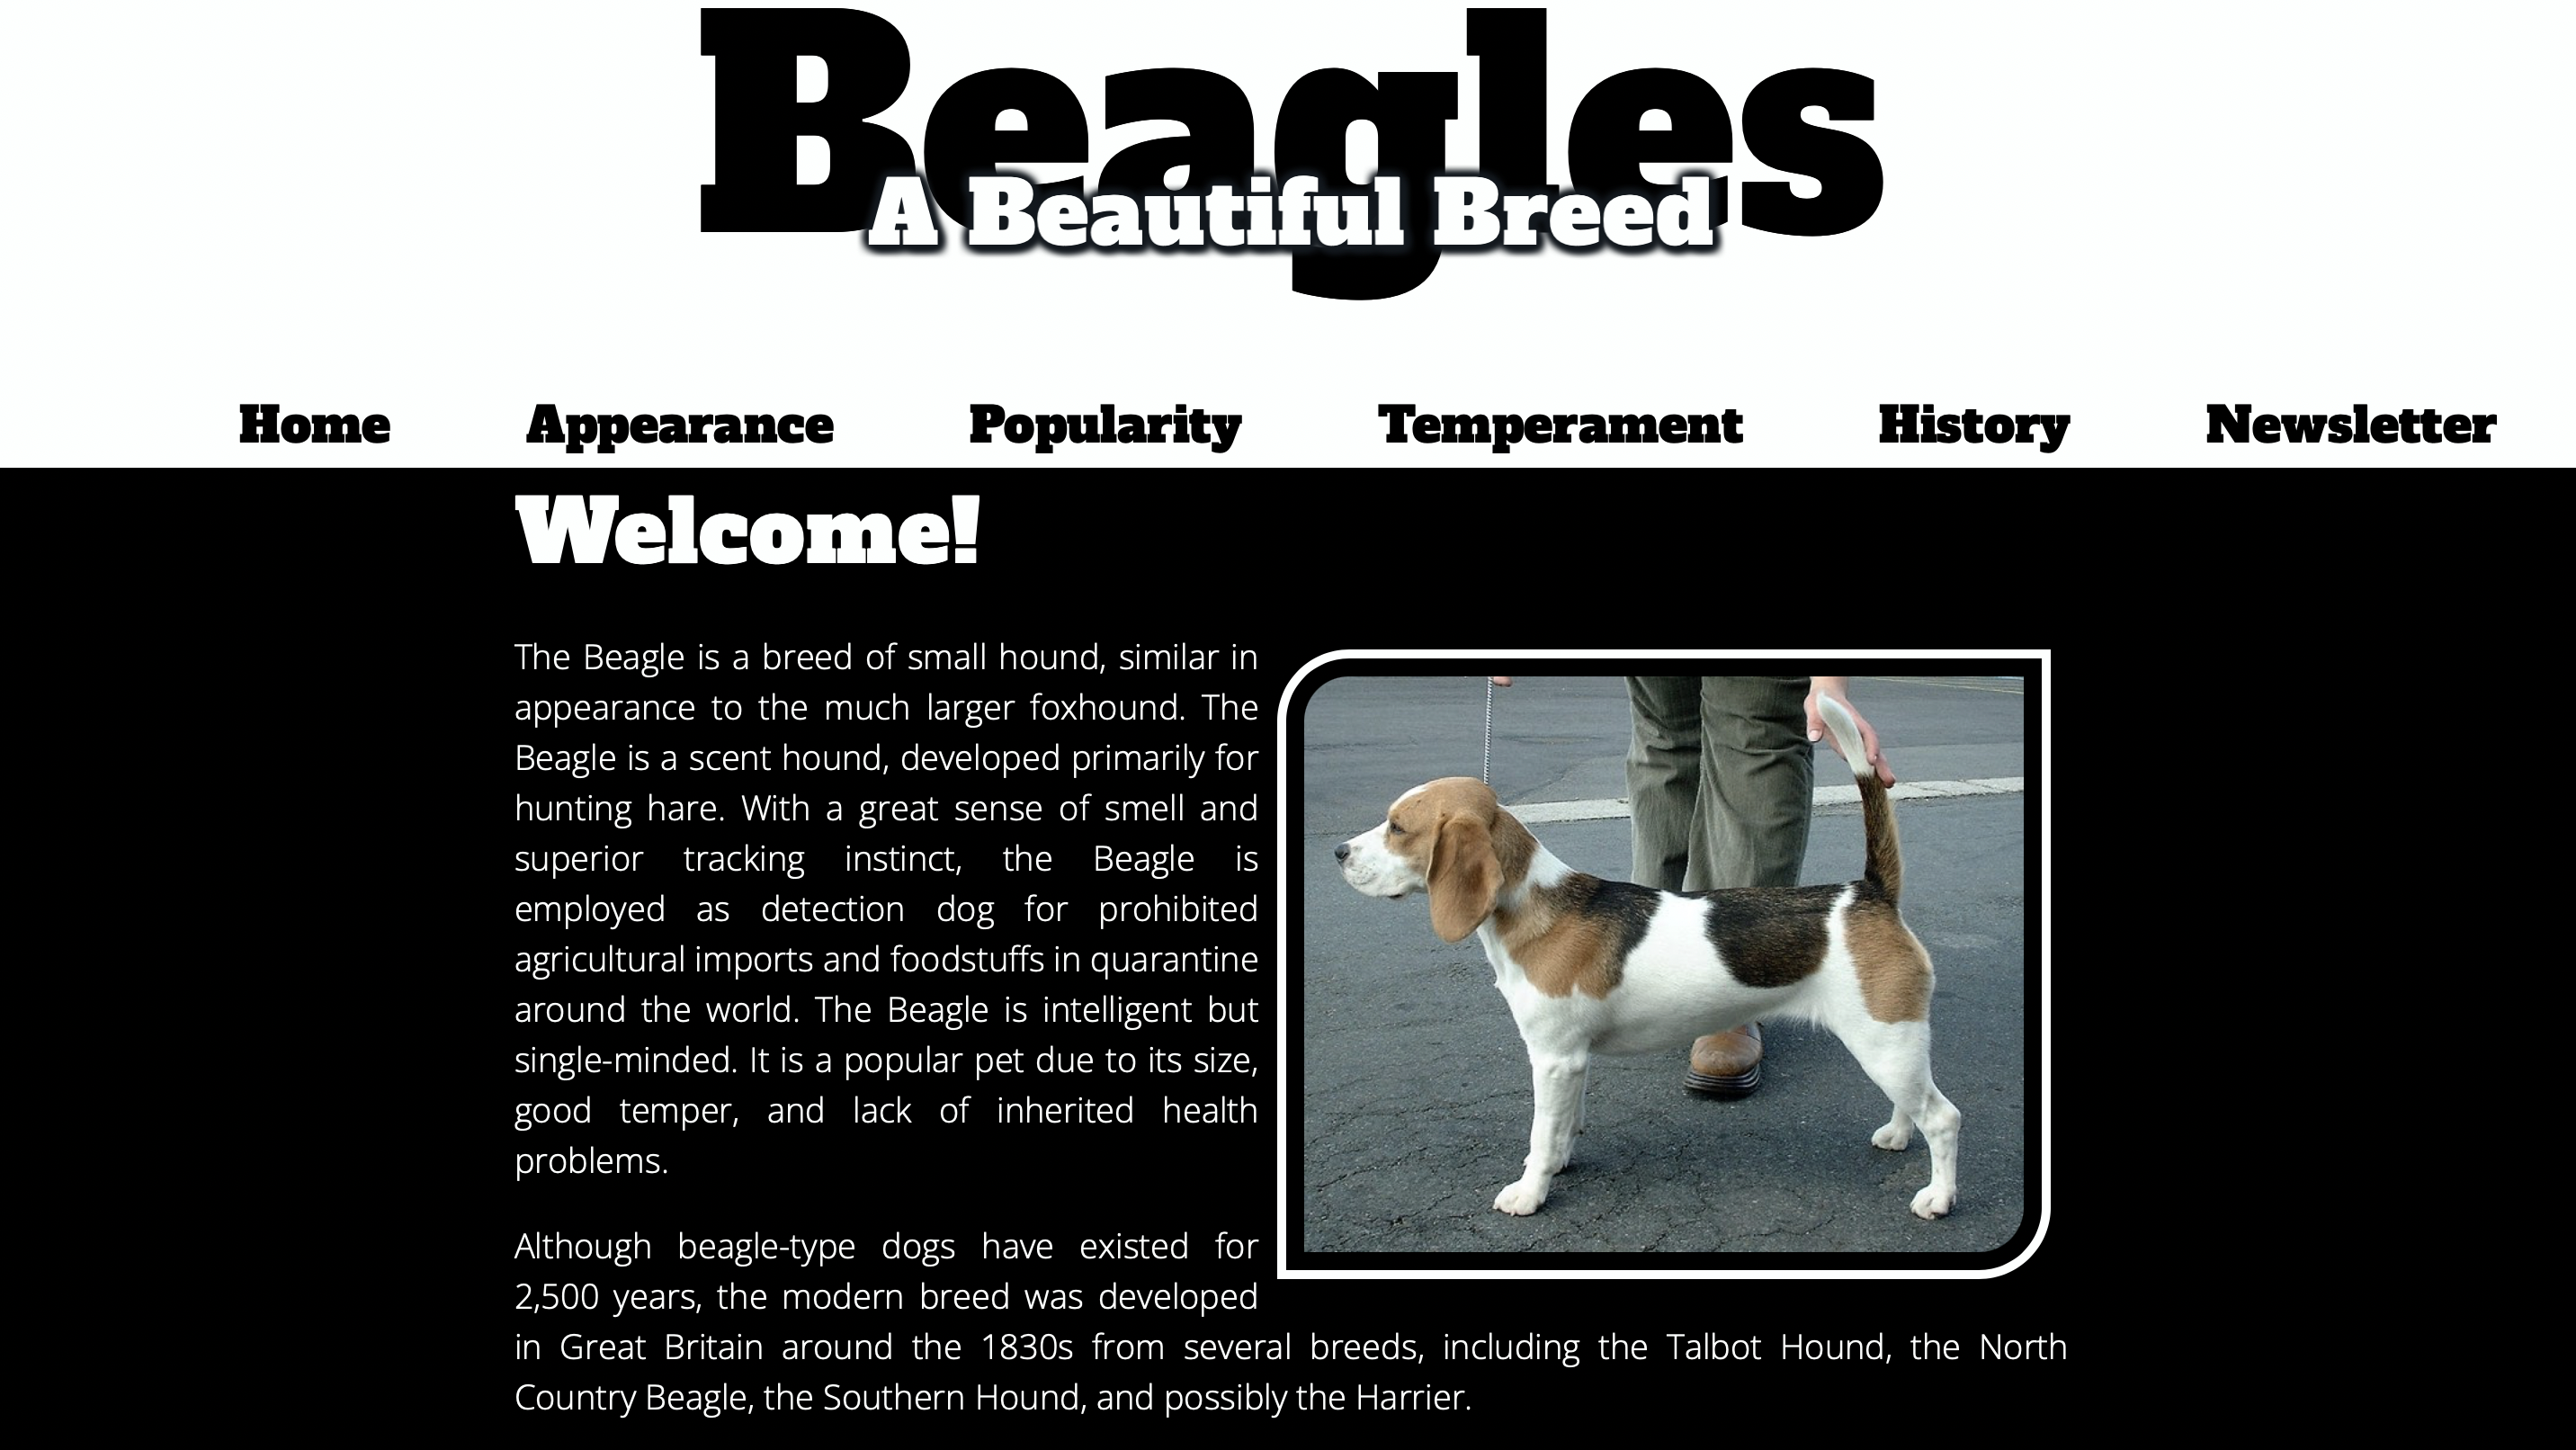 Beagles
A Beautiful Breed
Home Appearance Popularity Temperament History Newsletter
Welcome!
The Beagle is a breed of small hound, similar in
appearance to the much larger foxhound. The
Beagle is a scent hound, developed primarily for
hunting hare. With a great sense of smell and
superior tracking instinct, the Beagle is
employed as detection dog for prohibited
agricultural imports and foodstuffs in quarantine
around the world. The Beagle is intelligent but
single-minded. It is a popular pet due to its size,
good temper, and lack of inherited health
problems.
Although beagle-type dogs have existed for
2,500 years, the modern breed was developed
in Great Britain around the 1830s from several breeds, including the Talbot Hound, the North
Country Beagle, the Southern Hound, and possibly the Harrier.